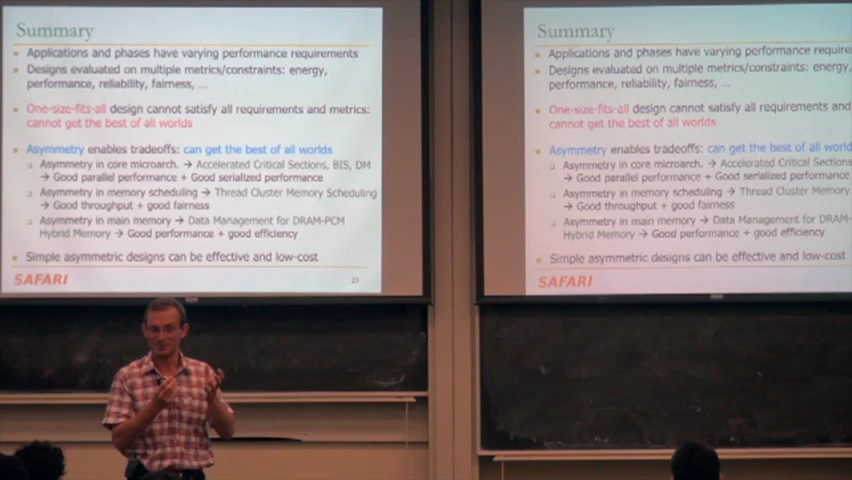 Summary
Applications and phases have varying performance requirements
Designs evaluated on multiple metrics/constraints: energy,
performance, reliability, fairness, ...
One-size-fits-all design cannot satisfy all requirements and metrics:
cannot get the best of all worlds
Asymmetry enables tradeoffs: can get the best of all worlds
Asymmetry in core microarch. → Accelerated Critical Sections, BIS, DM
→ Good parallel performance + Good serialized performance
Asymmetry in memory scheduling → Thread Cluster Memory Scheduling
→ Good throughput + good fairness
Asymmetry in main memory → Data Management for DRAM-PCM
Hybrid Memory → Good performance + good efficiency
Simple asymmetric designs can be effective and low-cost
SAFARI
25
Summary
Applications and phases have varying performance require
Designs evaluated on multiple metrics/constraints: energy,
performance, reliability, fairness, ...
One-size-fits-all design cannot satisfy all requirements and
cannot get the best of all worlds
Asymmetry enables tradeoffs: can get the best of all world
Asymmetry in core microarch. → Accelerated Critical Sections
→ Good parallel performance + Good serialized performance
Asymmetry in memory scheduling → Thread Cluster Memory
→ Good throughput + good fairness
Asymmetry in main memory → Data Management for DRAM-
Hybrid Memory → Good performance + good efficiency
Simple asymmetric designs can be effective and low-cost
SAFARI